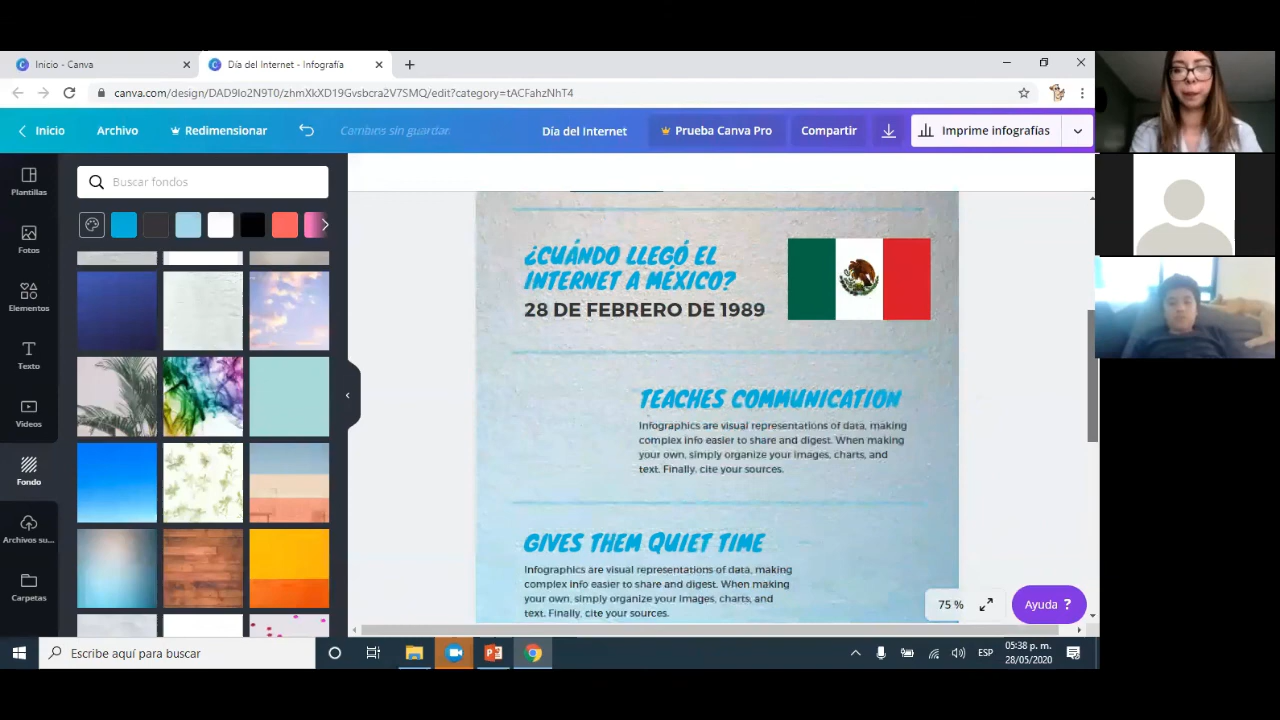 Inicio - Canva
Día del Internet - Infografía
canva.com/design/DAD9Io2N9T0/zhmXkXD19Gvsbcra2V7SMQ/edit?category=tACFahzNhT4
Inicio
Archivo
Redimensionar
Cambios sin guardar
Día del Internet
Prueba Canva Pro
Compartir
Imprime infografías
Plantillas
Fotos
Elementos
Texto
Videos
Fondo
Archivos su...
Carpetas
Buscar fondos
¿CUÁNDO LLEGÓ EL
INTERNET A MÉXICO?
28 DE FEBRERO DE 1989
TEACHES COMMUNICATION
Infographics are visual representations of data, making
complex info easier to share and digest. When making
your own, simply organize your images, charts, and
text. Finally, cite your sources.
GIVES THEM QUIET TIME
Infographics are visual representations of data, making
complex info easier to share and digest. When making
your own, simply organize your images, charts, and
text. Finally, cite your sources.
75 %
Ayuda ?
Escribe aquí para buscar
ESP
05:38 p. m.
28/05/2020